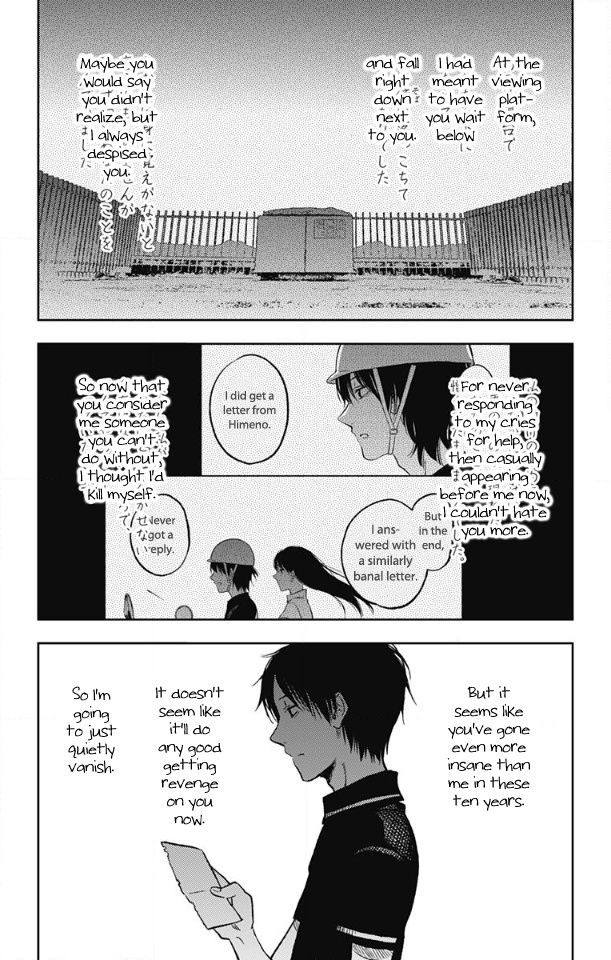 At the
viewing
plat-
form,
I had
meant
to have
you wait
below
and fall
right
down
next
to you.
Maybe you
would say
you didn't
realize, but
I always
despised
you.
For never
responding
to my cries
for help,
then casually
appearing
before me now,
I couldn't hate
you more.
I did get a
letter from
Himeno.
So now that
you consider
me someone
you can't
do without,
I thought I'd
kill myself.
But
in the
end,
I ans-
wered with
a similarly
banal letter.
Never
got a
reply.
But it
seems like
you've gone
even more
insane than
me in these
ten years.
It doesn't
seem like
it'll do
any good
getting
revenge
on you
now.
So I'm
going
to just
quietly
vanish.